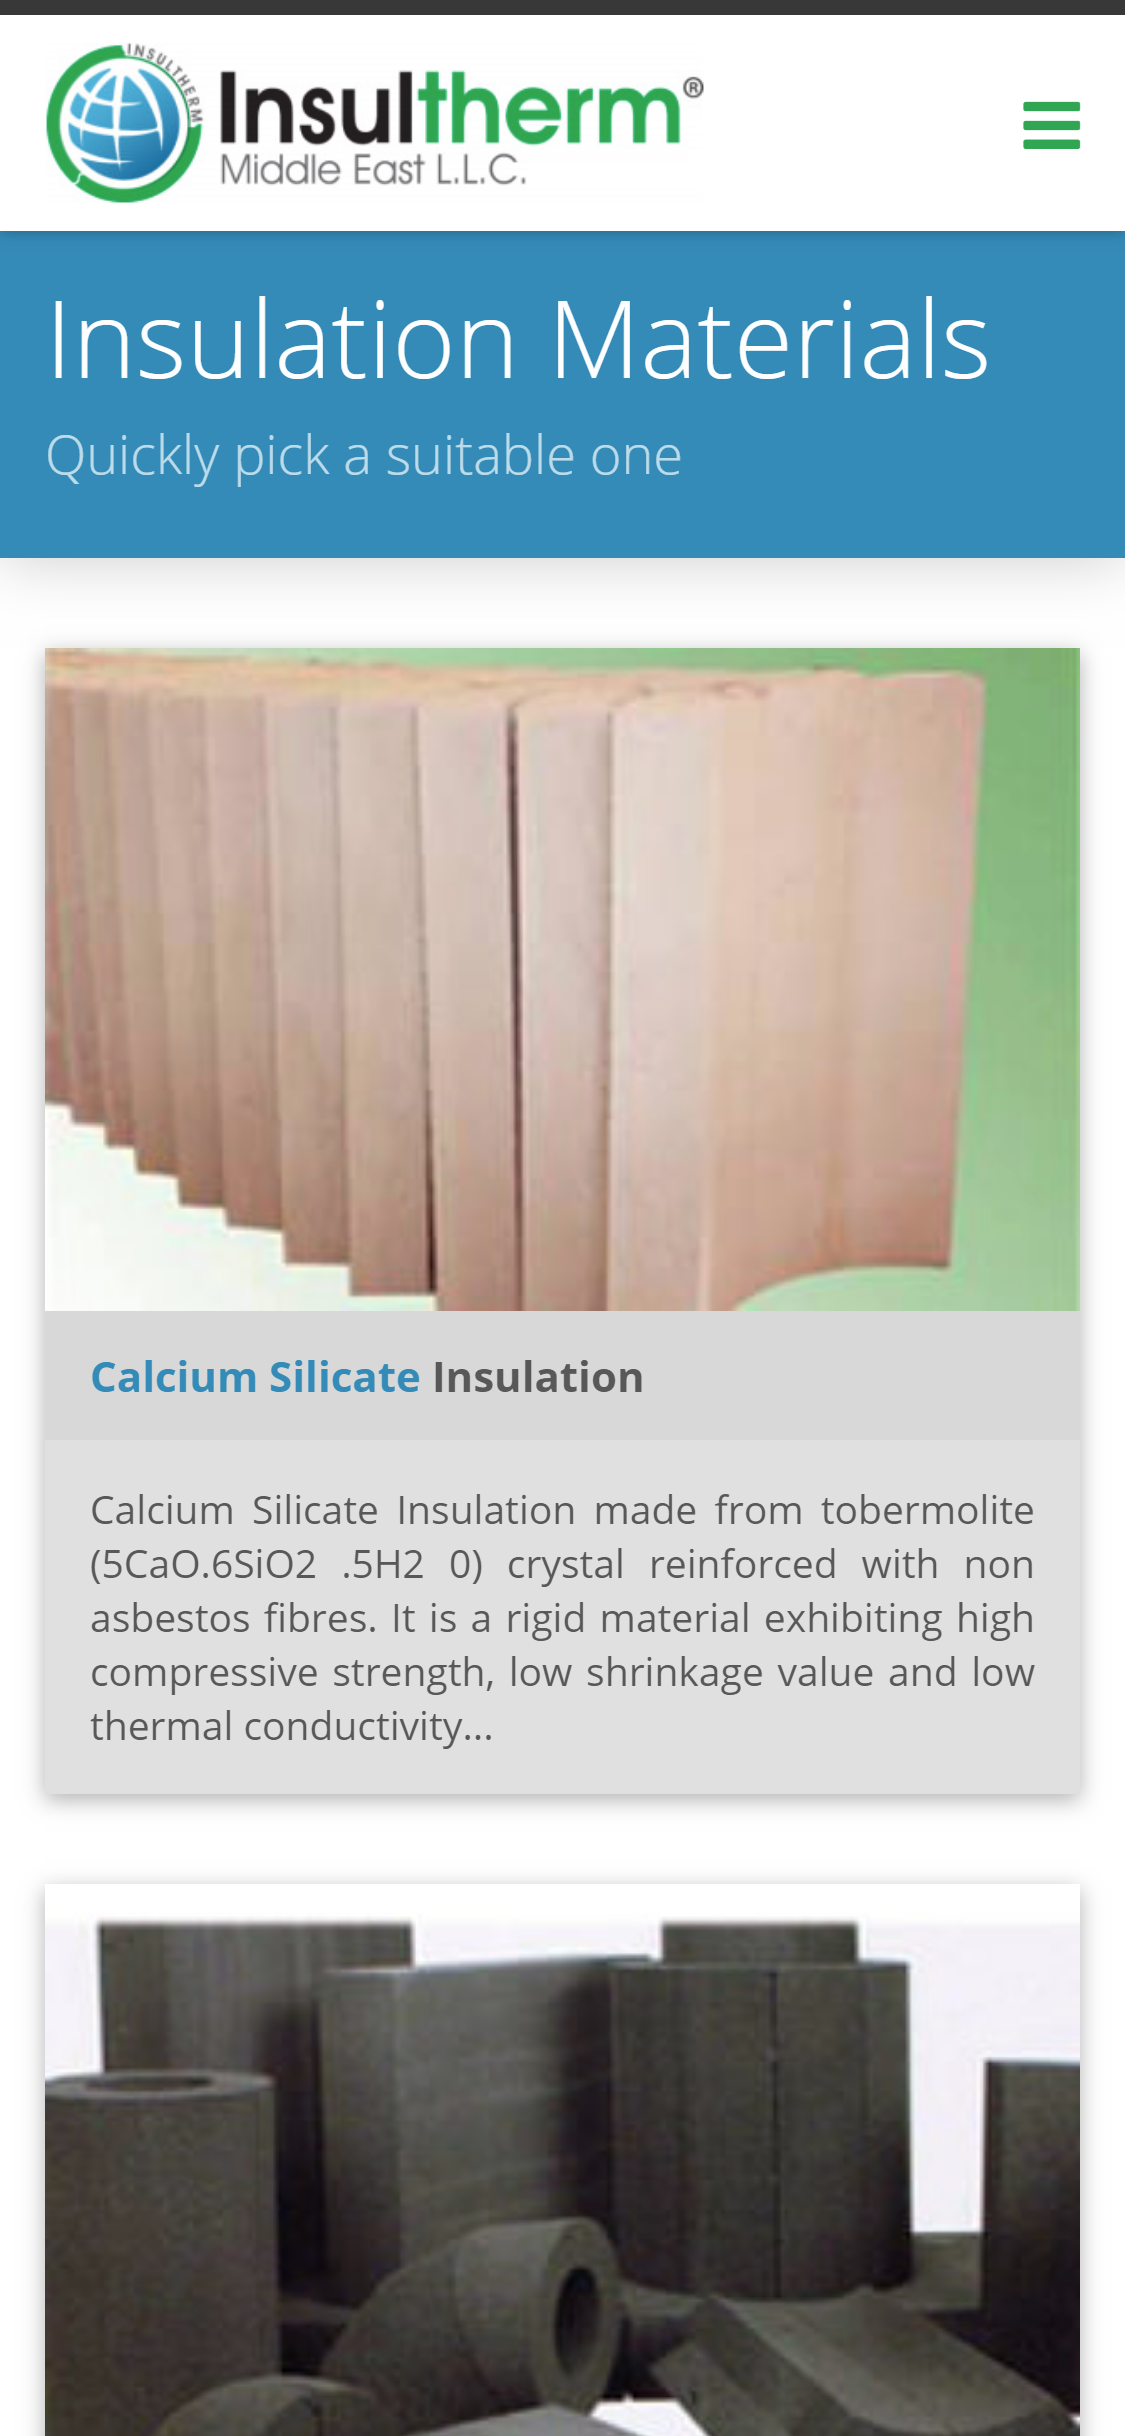 INSULTHERM
Insultherm®
Middle East L.L.C.
Insulation Materials
Quickly pick a suitable one
Calcium Silicate Insulation
Calcium Silicate Insulation made from tobermolite
(5CaO.6SiO2 .5H2 0) crystal reinforced with non
asbestos fibres. It is a rigid material exhibiting high
compressive strength, low shrinkage value and low
thermal conductivity...